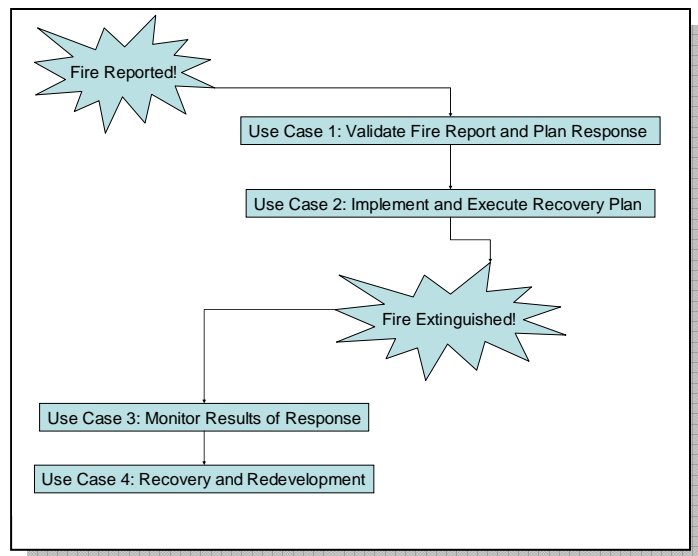 Fire Reported!
Use Case 1: Validate Fire Report and Plan Response
Use Case 2: Implement and Execute Recovery Plan
Fire Extinguished!
Use Case 3: Monitor Results of Response
Use Case 4: Recovery and Redevelopment